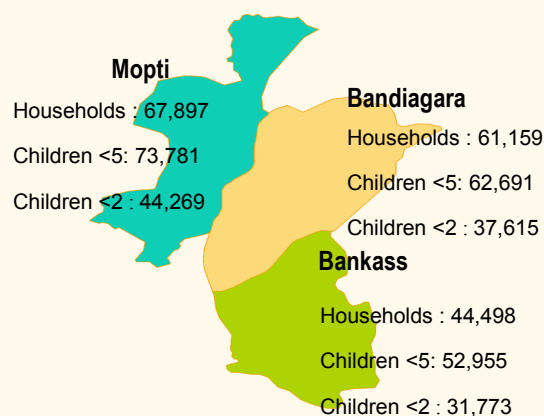 Mopti
Households : 67,897
Children <5: 73,781
Children <2 : 44,269
Bandiagara
Households : 61,159
Children <5: 62,691
Children <2 : 37,615
Bankass
Households : 44,498
Children <5: 52,955
Children <2 : 31,773